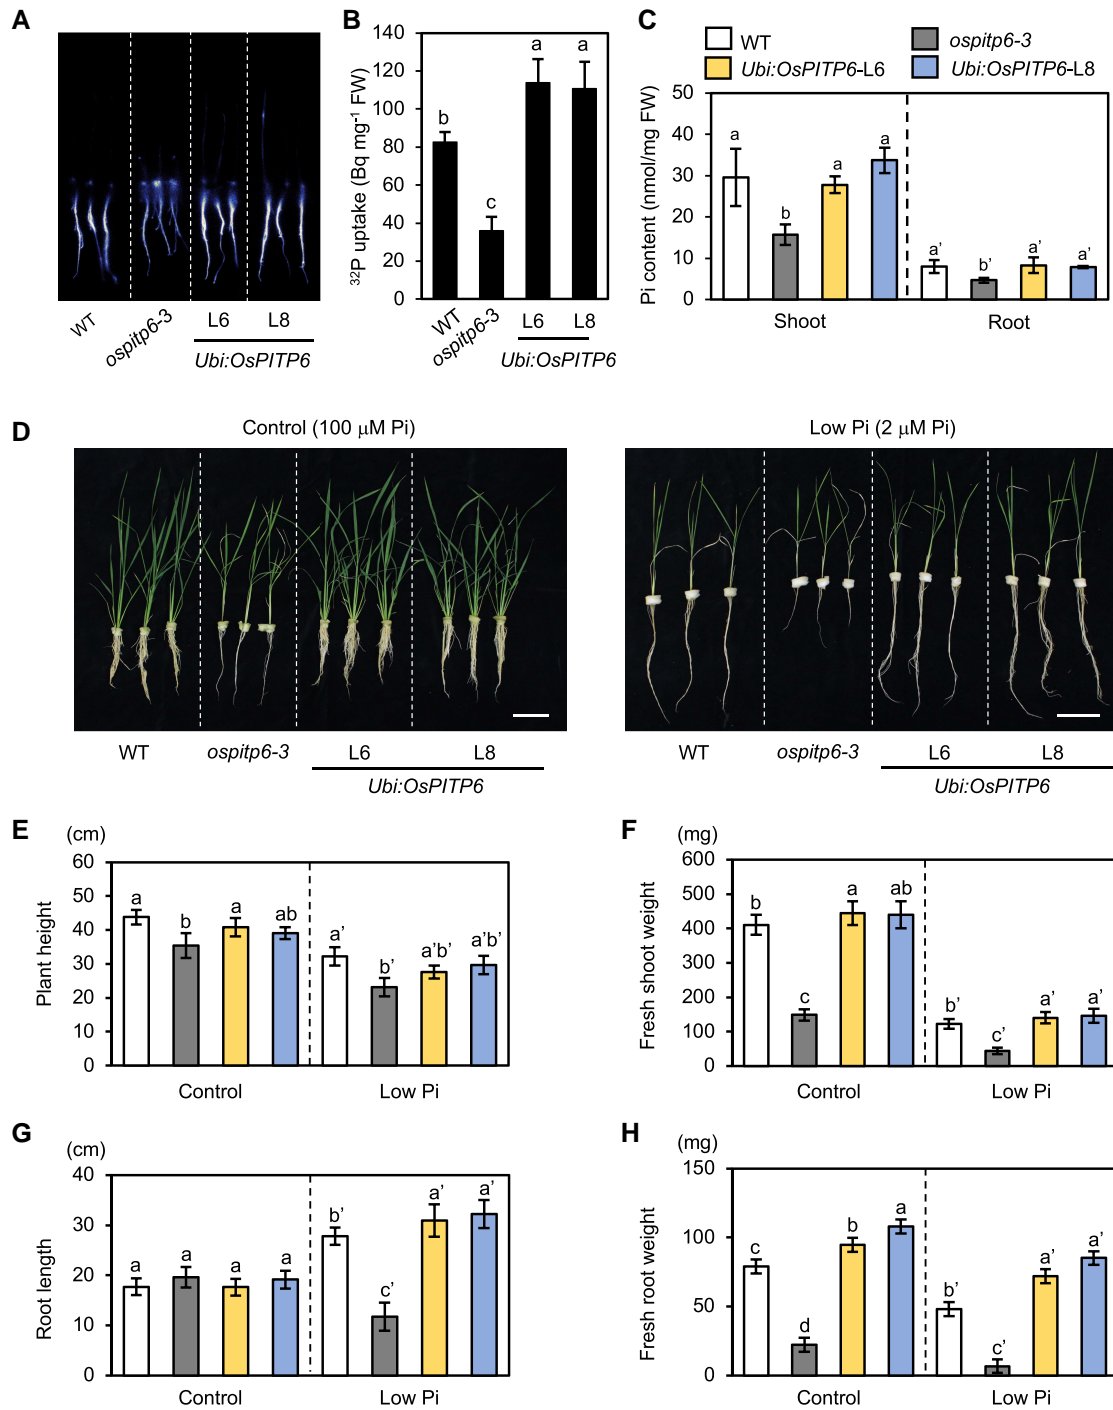 A
WT
ospitp6-3
L6
L8
Ubi:OsPITP6
B
³²P uptake (Bq mg⁻¹ FW)
140
120
100
80
60
40
20
0
b
c
a
a
WT
ospitp6-3
L6
L8
Ubi:OsPITP6
C
WT
ospitp6-3
Ubi:OsPITP6-L6
Ubi:OsPITP6-L8
Pi content (nmol/mg FW)
50
40
30
20
10
0
a
b
a
a
a’
b’
a’
a’
Shoot
Root
D
Control (100 μM Pi)
Low Pi (2 μM Pi)
WT
ospitp6-3
L6
L8
Ubi:OsPITP6
WT
ospitp6-3
L6
L8
Ubi:OsPITP6
E
(cm)
Plant height
60
50
40
30
20
10
0
a
b
a
ab
a’
b’
a’b’
a’b’
Control
Low Pi
F
(mg)
Fresh shoot weight
600
500
400
300
200
100
0
b
c
a
ab
b’
c’
a’
a’
Control
Low Pi
G
(cm)
Root length
40
30
20
10
0
a
a
a
a
b’
c’
a’
a’
Control
Low Pi
H
(mg)
Fresh root weight
150
100
50
0
c
d
b
a
b’
c’
a’
a’
Control
Low Pi